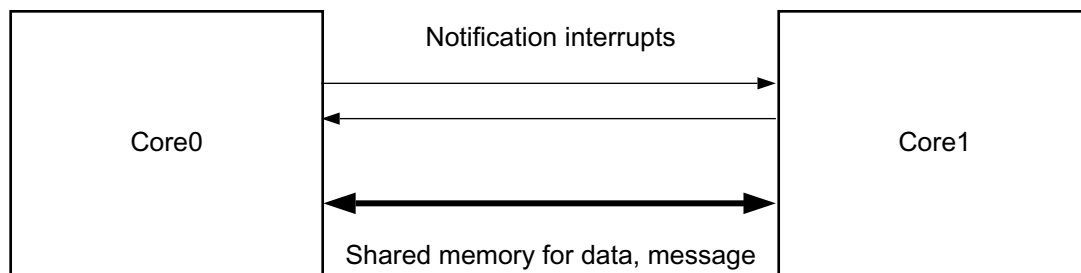 Notification interrupts
Core0
Core1
Shared memory for data, message